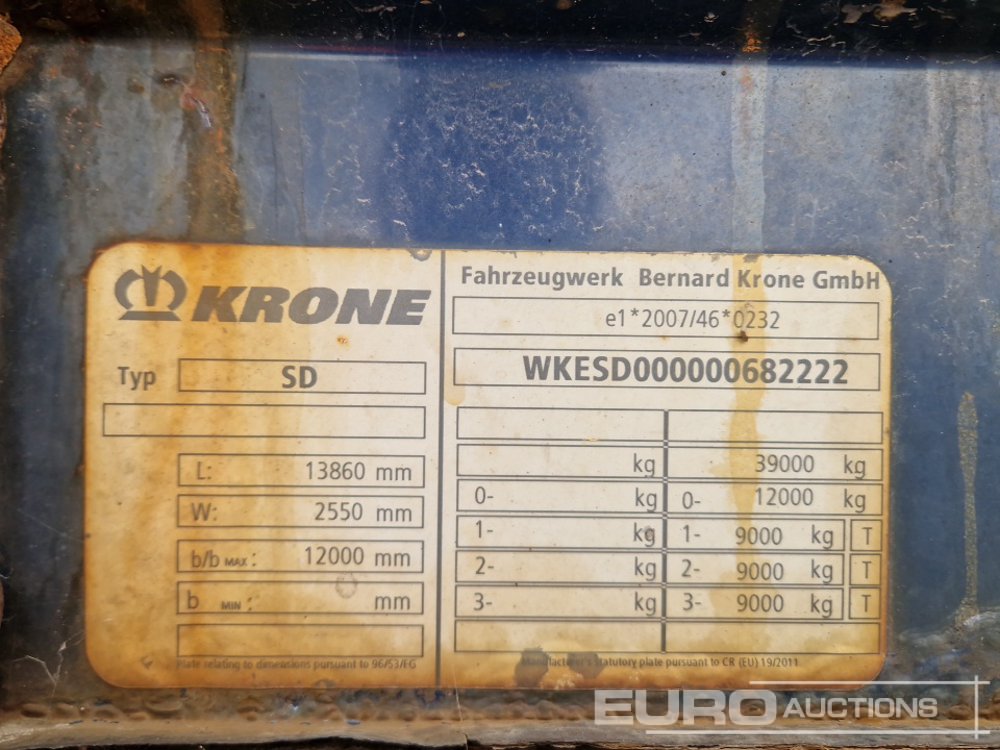 KRONE
Typ SD
L: 13860 mm
W: 2550 mm
b/b MAX : 12000 mm
b MIN : mm
Plate relating to dimensions pursuant to 96/53/EG
Fahrzeugwerk Bernard Krone GmbH
e1*2007/46*0232
WKESD000000682222
kg 39000 kg
0- 0- 12000 kg
1- kg 1- 9000 kg T
2- kg 2- 9000 kg T
3- kg 3- 9000 kg T
Manufacturer's statutory plate pursuant to CR (EU) 19/2011
EURO AUCTIONS